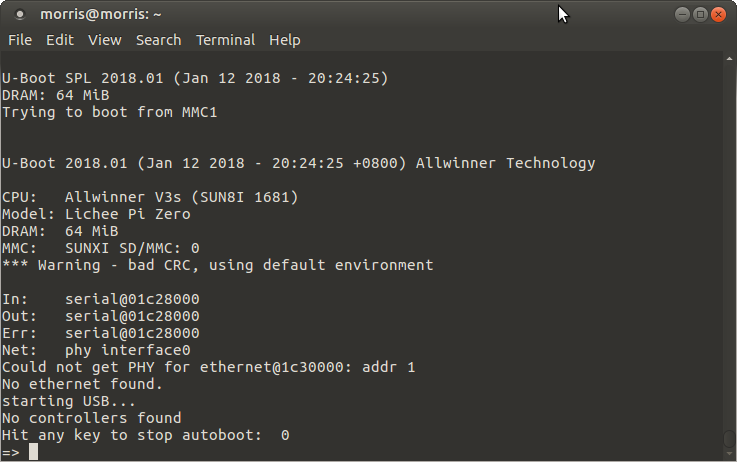 morris@morris: ~
File Edit View Search Terminal Help
U-Boot SPL 2018.01 (Jan 12 2018 - 20:24:25)
DRAM: 64 MiB
Trying to boot from MMC1
U-Boot 2018.01 (Jan 12 2018 - 20:24:25 +0800) Allwinner Technology
CPU:   Allwinner V3s (SUN8I 1681)
Model: Lichee Pi Zero
DRAM:  64 MiB
MMC:   SUNXI SD/MMC: 0
*** Warning - bad CRC, using default environment
In:    serial@01c28000
Out:   serial@01c28000
Err:   serial@01c28000
Net:   phy interface0
Could not get PHY for ethernet@1c30000: addr 1
No ethernet found.
starting USB...
No controllers found
Hit any key to stop autoboot:  0
=>